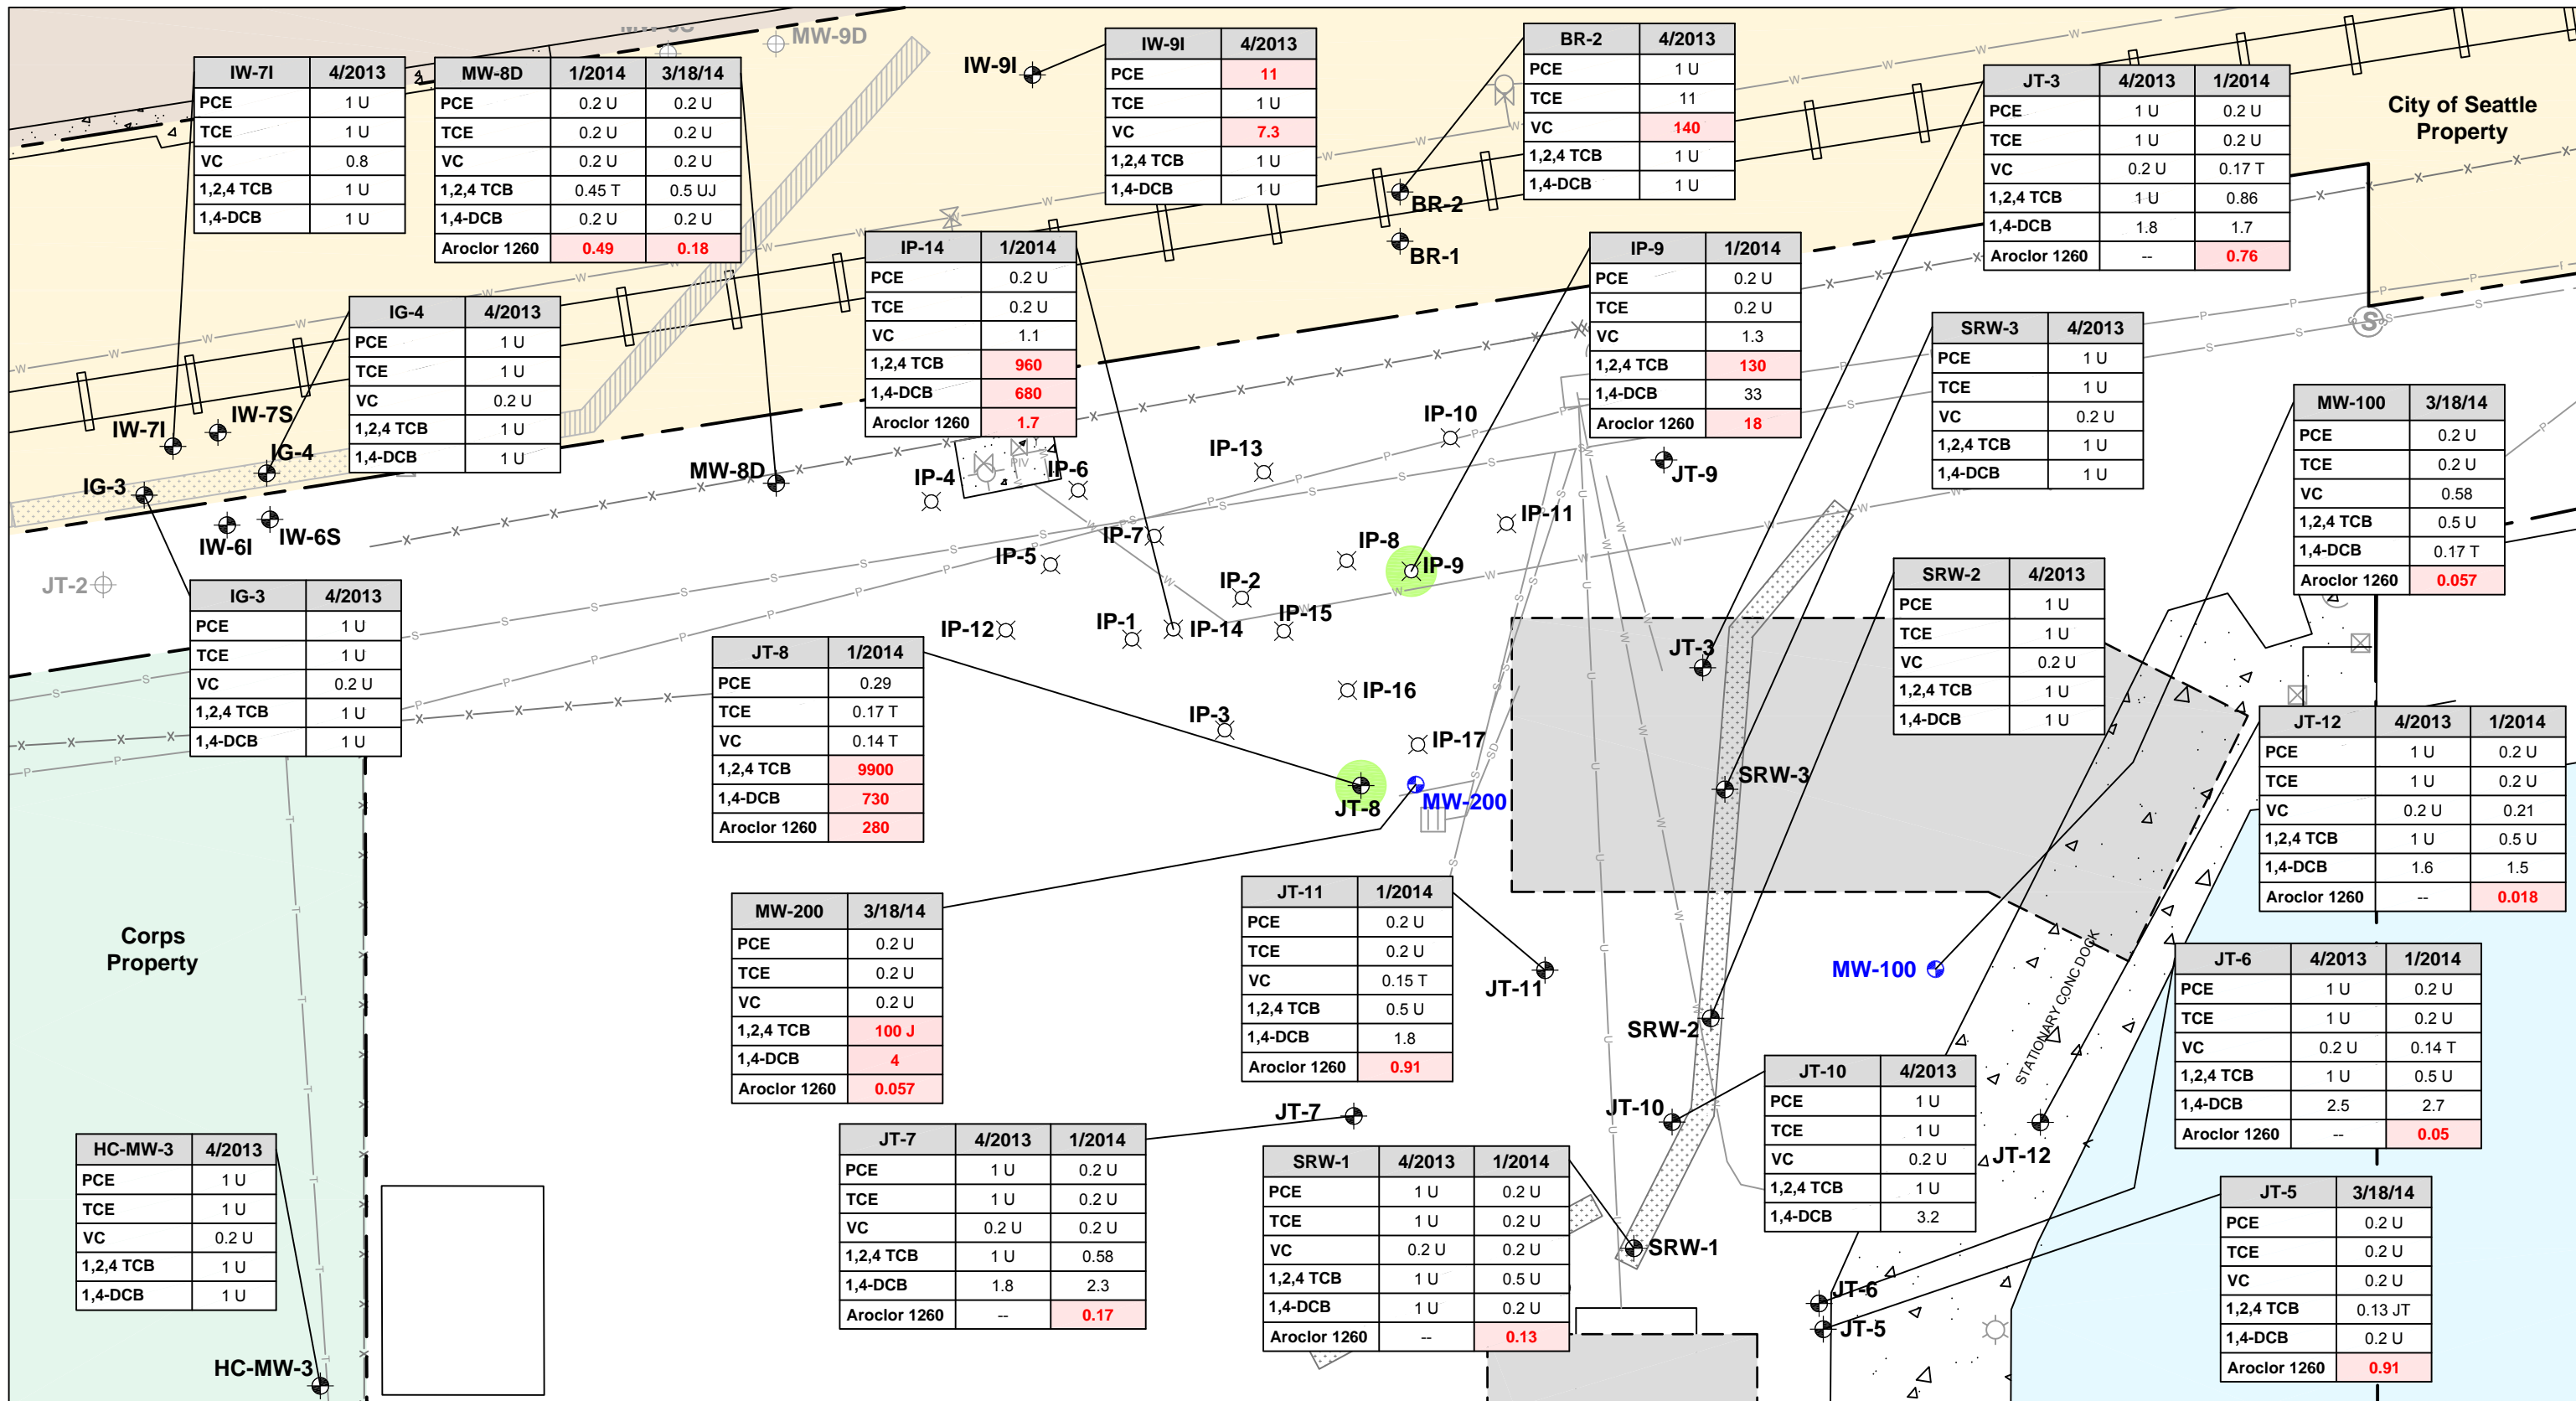 MW-9D
IW-7I 4/2013
PCE 1 U
TCE 1 U
VC 0.8
1,2,4 TCB 1 U
1,4-DCB 1 U
MW-8D 1/2014 3/18/14
PCE 0.2 U 0.2 U
TCE 0.2 U 0.2 U
VC 0.2 U 0.2 U
1,2,4 TCB 0.45 T 0.5 UJ
1,4-DCB 0.2 U 0.2 U
Aroclor 1260 0.49 0.18
IW-9I
IW-9I 4/2013
PCE 11
TCE 1 U
VC 7.3
1,2,4 TCB 1 U
1,4-DCB 1 U
BR-2 4/2013
PCE 1 U
TCE 11
VC 140
1,2,4 TCB 1 U
1,4-DCB 1 U
JT-3 4/2013 1/2014
PCE 1 U 0.2 U
TCE 1 U 0.2 U
VC 0.2 U 0.17 T
1,2,4 TCB 1 U 0.86
1,4-DCB 1.8 1.7
Aroclor 1260 -- 0.76
City of Seattle
Property
BR-2
BR-1
IP-14 1/2014
PCE 0.2 U
TCE 0.2 U
VC 1.1
1,2,4 TCB 960
1,4-DCB 680
Aroclor 1260 1.7
IP-9 1/2014
PCE 0.2 U
TCE 0.2 U
VC 1.3
1,2,4 TCB 130
1,4-DCB 33
Aroclor 1260 18
IG-4 4/2013
PCE 1 U
TCE 1 U
VC 0.2 U
1,2,4 TCB 1 U
1,4-DCB 1 U
SRW-3 4/2013
PCE 1 U
TCE 1 U
VC 0.2 U
1,2,4 TCB 1 U
1,4-DCB 1 U
S
MW-100 3/18/14
PCE 0.2 U
TCE 0.2 U
VC 0.58
1,2,4 TCB 0.5 U
1,4-DCB 0.17 T
Aroclor 1260 0.057
IW-7I
IW-7S
IG-4
IG-3
IW-6I
IW-6S
JT-2
MW-8D
PIV
IP-4
IP-6
IP-13
IP-10
JT-9
IP-7
IP-5
IP-11
IP-8
IP-9
IP-2
IP-15
IP-12
IP-1
IP-14
IG-3 4/2013
PCE 1 U
TCE 1 U
VC 0.2 U
1,2,4 TCB 1 U
1,4-DCB 1 U
SRW-2 4/2013
PCE 1 U
TCE 1 U
VC 0.2 U
1,2,4 TCB 1 U
1,4-DCB 1 U
JT-8 1/2014
PCE 0.29
TCE 0.17 T
VC 0.14 T
1,2,4 TCB 9900
1,4-DCB 730
Aroclor 1260 280
JT-3
IP-16
IP-3
IP-17
SD
JT-8
MW-200
SRW-3
JT-12 4/2013 1/2014
PCE 1 U 0.2 U
TCE 1 U 0.2 U
VC 0.2 U 0.21
1,2,4 TCB 1 U 0.5 U
1,4-DCB 1.6 1.5
Aroclor 1260 -- 0.018
Corps
Property
MW-200 3/18/14
PCE 0.2 U
TCE 0.2 U
VC 0.2 U
1,2,4 TCB 100 J
1,4-DCB 4
Aroclor 1260 0.057
JT-11 1/2014
PCE 0.2 U
TCE 0.2 U
VC 0.15 T
1,2,4 TCB 0.5 U
1,4-DCB 1.8
Aroclor 1260 0.91
JT-11
MW-100
SRW-2
STATIONARY CONC DOCK
JT-6 4/2013 1/2014
PCE 1 U 0.2 U
TCE 1 U 0.2 U
VC 0.2 U 0.14 T
1,2,4 TCB 1 U 0.5 U
1,4-DCB 2.5 2.7
Aroclor 1260 -- 0.05
JT-10 4/2013
PCE 1 U
TCE 1 U
VC 0.2 U
1,2,4 TCB 1 U
1,4-DCB 3.2
JT-7
JT-10
JT-12
HC-MW-3 4/2013
PCE 1 U
TCE 1 U
VC 0.2 U
1,2,4 TCB 1 U
1,4-DCB 1 U
JT-7 4/2013 1/2014
PCE 1 U 0.2 U
TCE 1 U 0.2 U
VC 0.2 U 0.2 U
1,2,4 TCB 1 U 0.58
1,4-DCB 1.8 2.3
Aroclor 1260 -- 0.17
SRW-1 4/2013 1/2014
PCE 1 U 0.2 U
TCE 1 U 0.2 U
VC 0.2 U 0.2 U
1,2,4 TCB 1 U 0.5 U
1,4-DCB 1 U 0.2 U
Aroclor 1260 -- 0.13
SRW-1
JT-6
JT-5
JT-5 3/18/14
PCE 0.2 U
TCE 0.2 U
VC 0.2 U
1,2,4 TCB 0.13 JT
1,4-DCB 0.2 U
Aroclor 1260 0.91
HC-MW-3